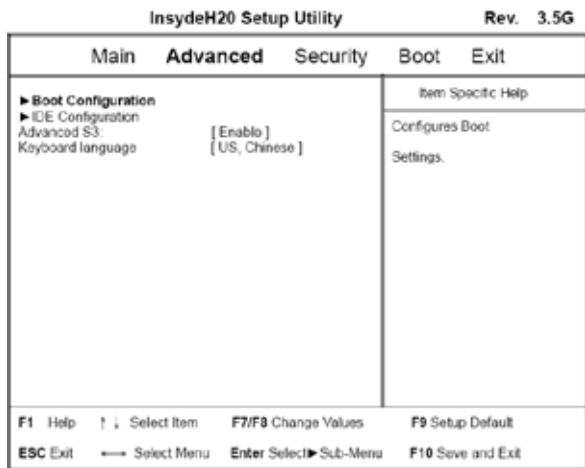 InsydeH20 Setup Utility Rev. 3.5G
Main Advanced Security Boot Exit
►Boot Configuration
►IDE Configuration
Advanced S3: [ Enable ]
Keyboard language [ US, Chinese ]
Item Specific Help
Configures Boot
Settings.
F1 Help ↑ ↓ Select Item F7/F8 Change Values F9 Setup Default
ESC Exit ←→ Select Menu Enter Select►Sub-Menu F10 Save and Exit